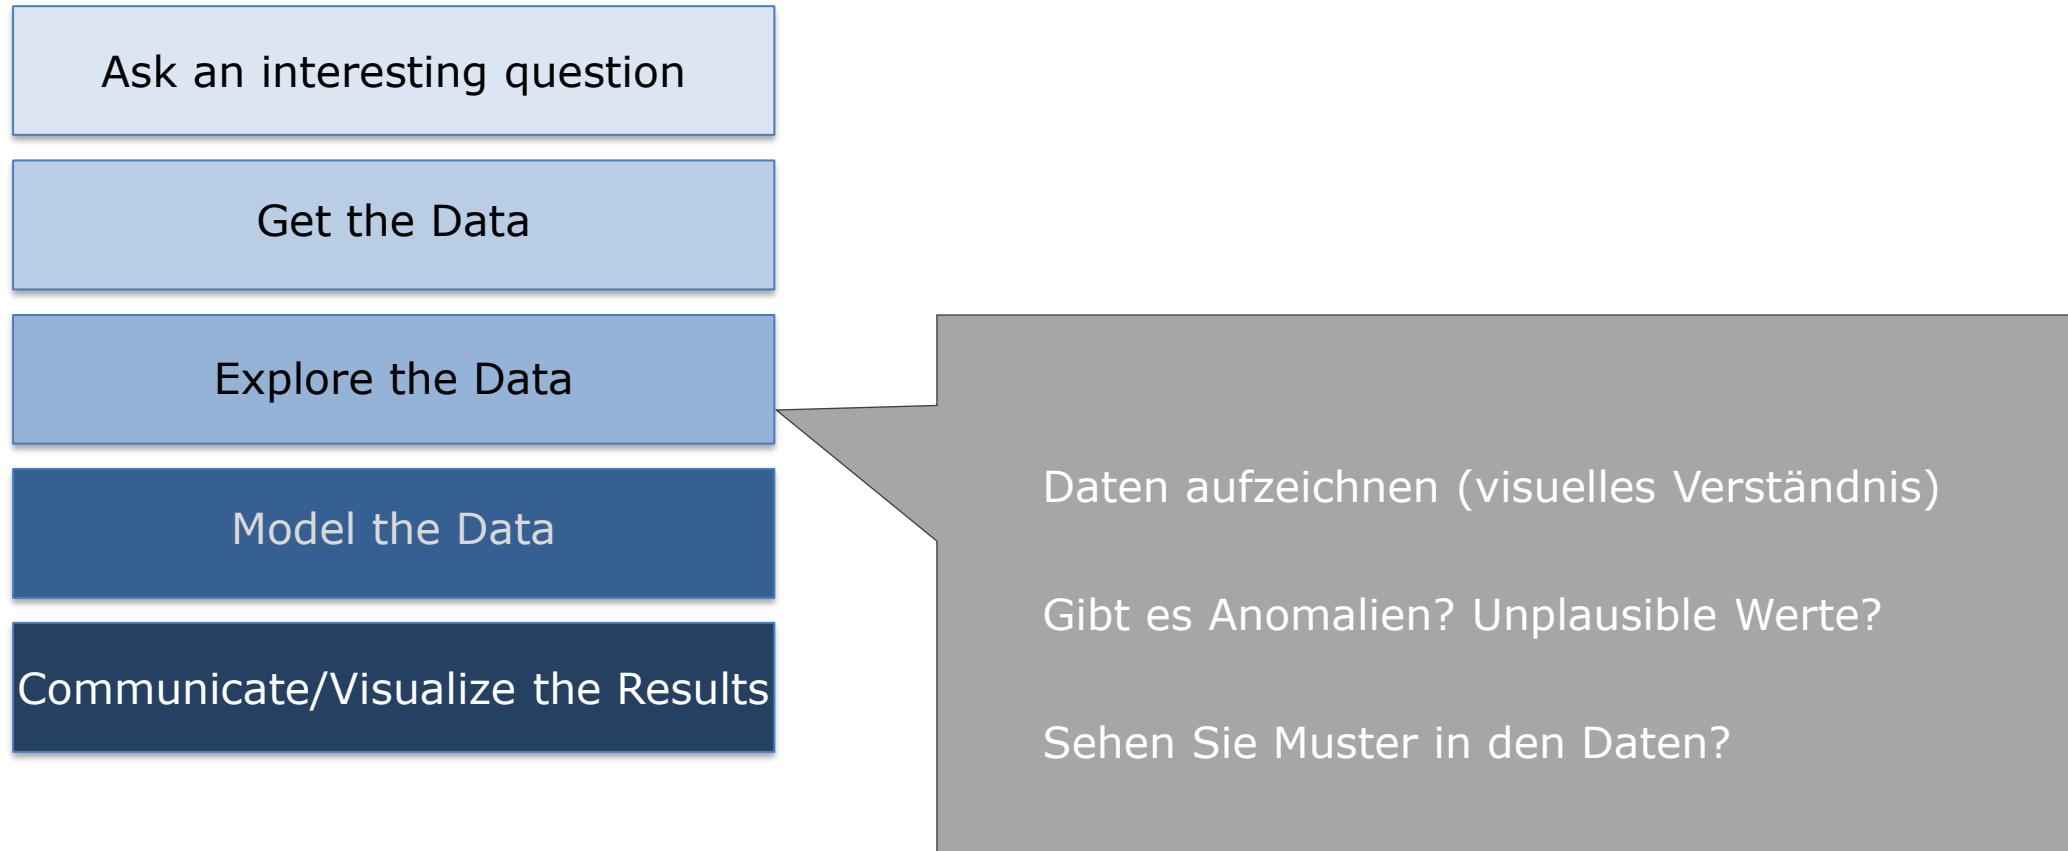 Ask an interesting question
Get the Data
Explore the Data
Model the Data
Communicate/Visualize the Results
Daten aufzeichnen (visuelles Verständnis)
Gibt es Anomalien? Unplausible Werte?
Sehen Sie Muster in den Daten?